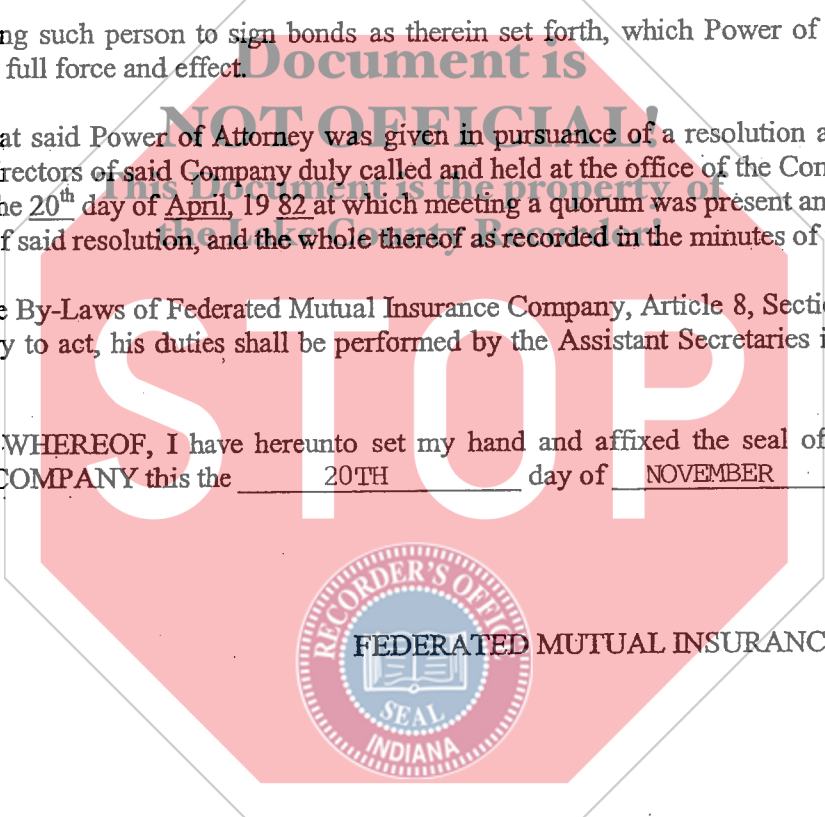 ng such person to sign bonds as therein set forth, which Power of
full force and effect.
Document is
NOT OFFICIAL!
at said Power of Attorney was given in pursuance of a resolution a
rectors of said Company duly called and held at the office of the Con
This Document is the property of
he 20th day of April, 19 82 at which meeting a quorum was present an
the Lake County Recorder!
f said resolution, and the whole thereof as recorded in the minutes of
e By-Laws of Federated Mutual Insurance Company, Article 8, Secti
y to act, his duties shall be performed by the Assistant Secretaries i
STOP
WHEREOF, I have hereunto set my hand and affixed the seal of
COMPANY this the 20TH day of NOVEMBER
RECORDER'S OFFIC
FEDERATED MUTUAL INSURANC
SEAL
INDIANA